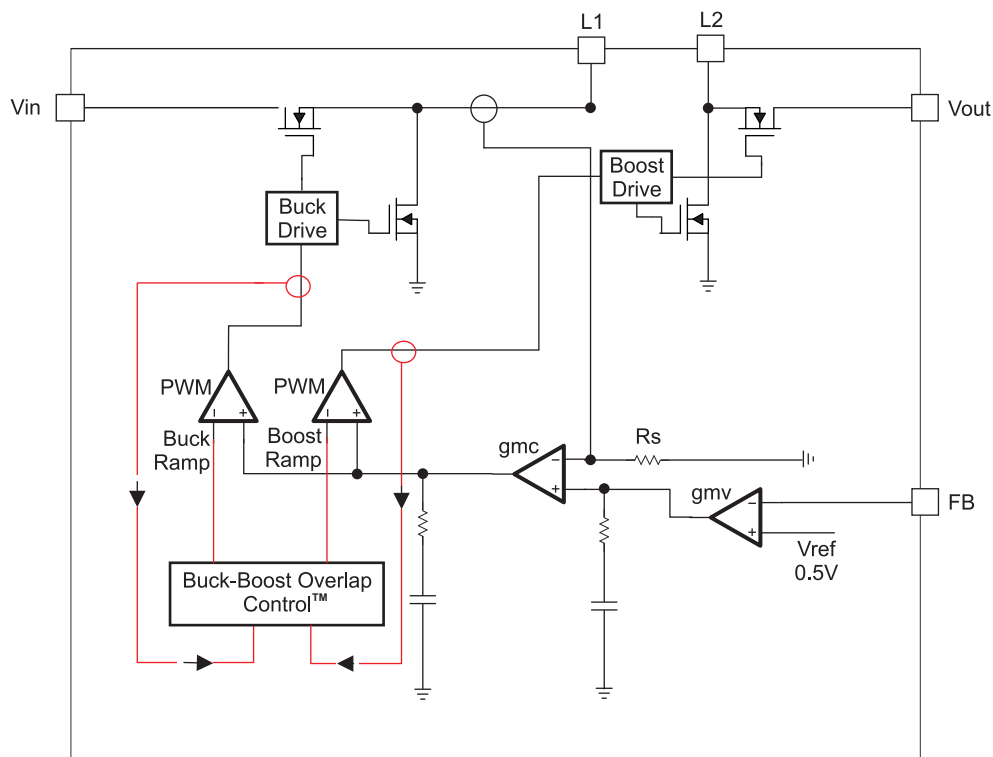 L1
L2
Vin
Vout
Boost
Drive
Buck
Drive
PWM
PWM
Buck
Ramp
Boost
Ramp
gmc
Rs
gmv
FB
Vref
0.5V
Buck-Boost Overlap
Control™